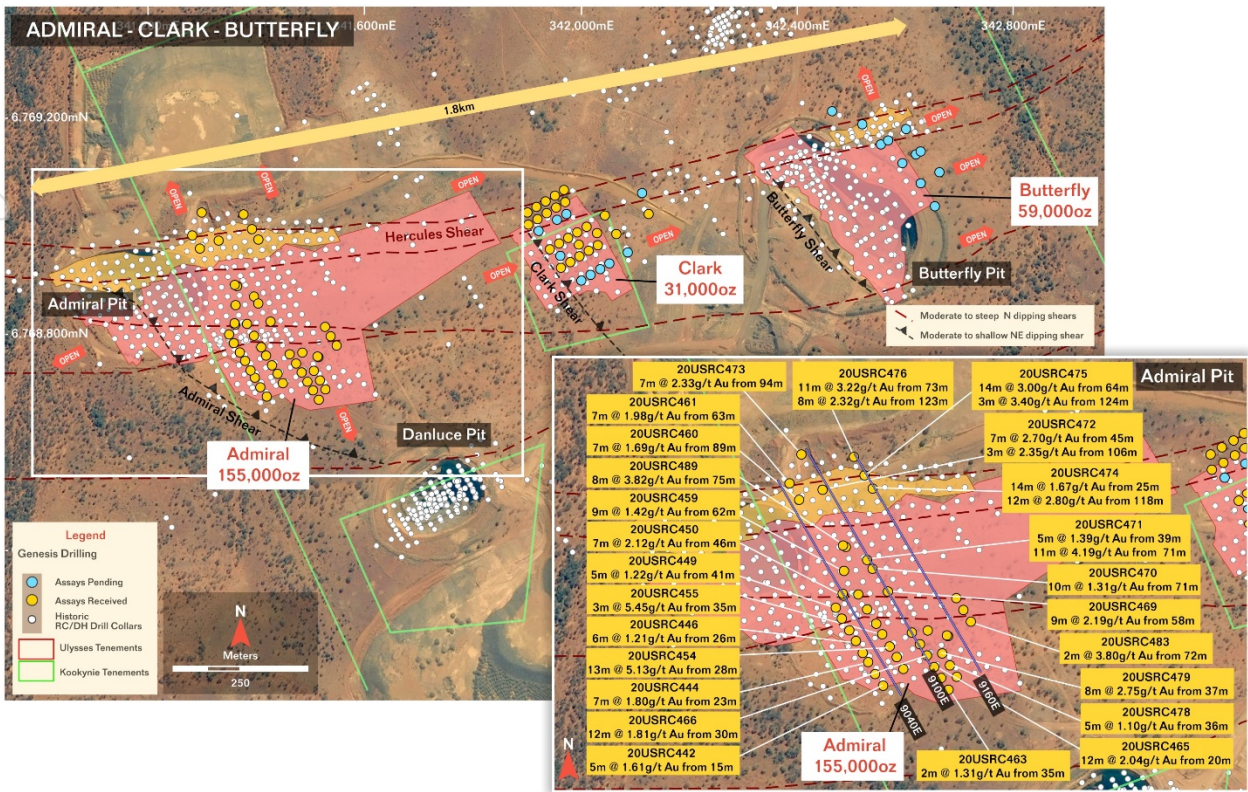 ADMIRAL - CLARK - BUTTERFLY
341,600mE
342,000mE
342,400mE
342,800mE
6,769,200mN
6,768,800mN
1.8km
OPEN
OPEN
OPEN
OPEN
OPEN
OPEN
OPEN
OPEN
OPEN
OPEN
OPEN
Hercules Shear
Admiral Pit
Admiral Shear
Admiral
155,000oz
Danluce Pit
Clark Shear
Clark
31,000oz
Butterfly Shear
Butterfly
59,000oz
Butterfly Pit
Moderate to steep N dipping shears
Moderate to shallow NE dipping shear
Legend
Genesis Drilling
Assays Pending
Assays Received
Historic
RC/DH Drill Collars
Ulysses Tenements
Kookynie Tenements
N
Meters
250
Admiral Pit
20USRC473
7m @ 2.33g/t Au from 94m
20USRC461
7m @ 1.98g/t Au from 63m
20USRC460
7m @ 1.69g/t Au from 89m
20USRC489
8m @ 3.82g/t Au from 75m
20USRC459
9m @ 1.42g/t Au from 62m
20USRC450
7m @ 2.12g/t Au from 46m
20USRC449
5m @ 1.22g/t Au from 41m
20USRC455
3m @ 5.45g/t Au from 35m
20USRC446
6m @ 1.21g/t Au from 26m
20USRC454
13m @ 5.13g/t Au from 28m
20USRC444
7m @ 1.80g/t Au from 23m
20USRC466
12m @ 1.81g/t Au from 30m
20USRC442
5m @ 1.61g/t Au from 15m
20USRC476
11m @ 3.22g/t Au from 73m
8m @ 2.32g/t Au from 123m
20USRC475
14m @ 3.00g/t Au from 64m
3m @ 3.40g/t Au from 124m
20USRC472
7m @ 2.70g/t Au from 45m
3m @ 2.35g/t Au from 106m
20USRC474
14m @ 1.67g/t Au from 25m
12m @ 2.80g/t Au from 118m
20USRC471
5m @ 1.39g/t Au from 39m
11m @ 4.19g/t Au from 71m
20USRC470
10m @ 1.31g/t Au from 71m
20USRC469
9m @ 2.19g/t Au from 58m
20USRC483
2m @ 3.80g/t Au from 72m
20USRC479
8m @ 2.75g/t Au from 37m
20USRC478
5m @ 1.10g/t Au from 36m
20USRC465
12m @ 2.04g/t Au from 20m
20USRC463
2m @ 1.31g/t Au from 35m
9040E
9100E
9160E
Admiral
155,000oz
N